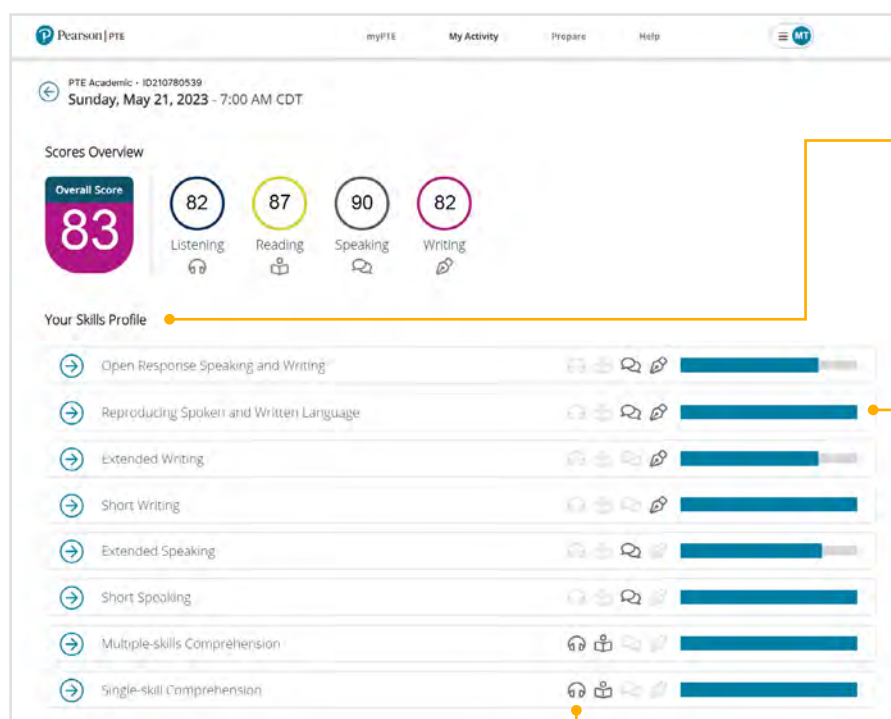 Pearson | PTE myPTE My Activity Prepare Help MT
PTE Academic - ID210780539
Sunday, May 21, 2023 - 7:00 AM CDT
Scores Overview
Overall Score
83
82 87 90 82
Listening Reading Speaking Writing
Your Skills Profile
Open Response Speaking and Writing
Reproducing Spoken and Written Language
Extended Writing
Short Writing
Extended Speaking
Short Speaking
Multiple-skills Comprehension
Single-skill Comprehension